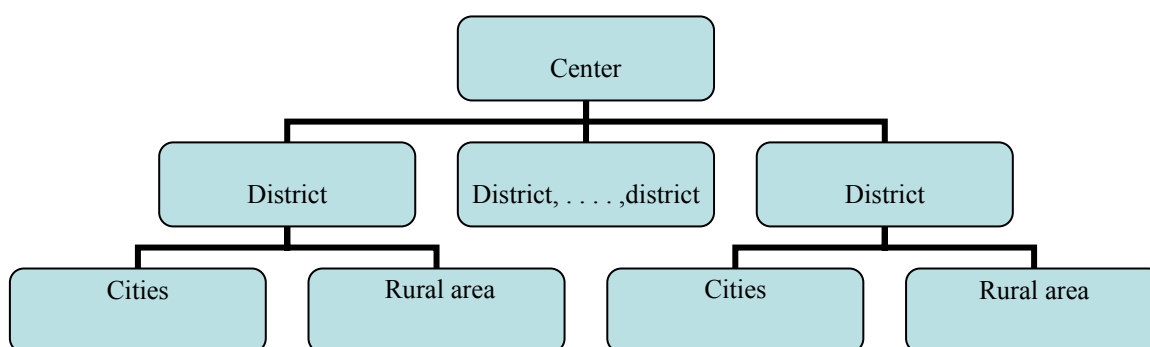 Center
District
District, . . . . ,district
District
Cities
Rural area
Cities
Rural area